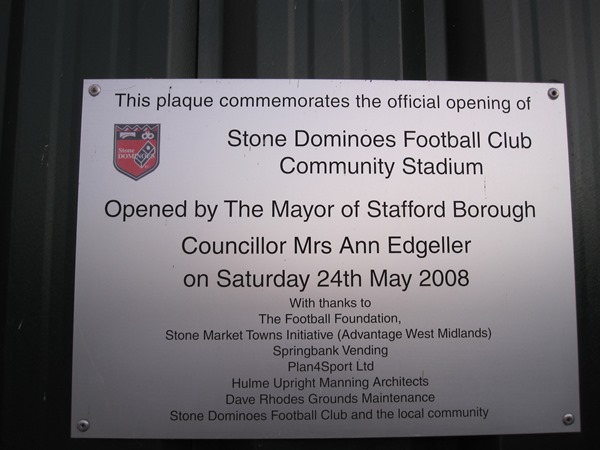 This plaque commemorates the official opening of
Stone
DOMINOES
Stone Dominoes Football Club
Community Stadium
Opened by The Mayor of Stafford Borough
Councillor Mrs Ann Edgeller
on Saturday 24th May 2008
With thanks to
The Football Foundation,
Stone Market Towns Initiative (Advantage West Midlands)
Springbank Vending
Plan4Sport Ltd
Hulme Upright Manning Architects
Dave Rhodes Grounds Maintenance
Stone Dominoes Football Club and the local community